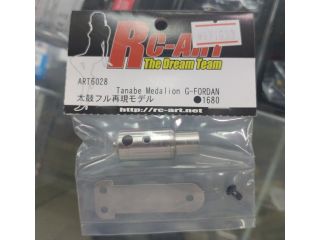 RC-ART
The Dream Team
ART6028
Tanabe Medalion G-FORDAN
太鼓フル再現モデル ●1680
http://rc-art.net